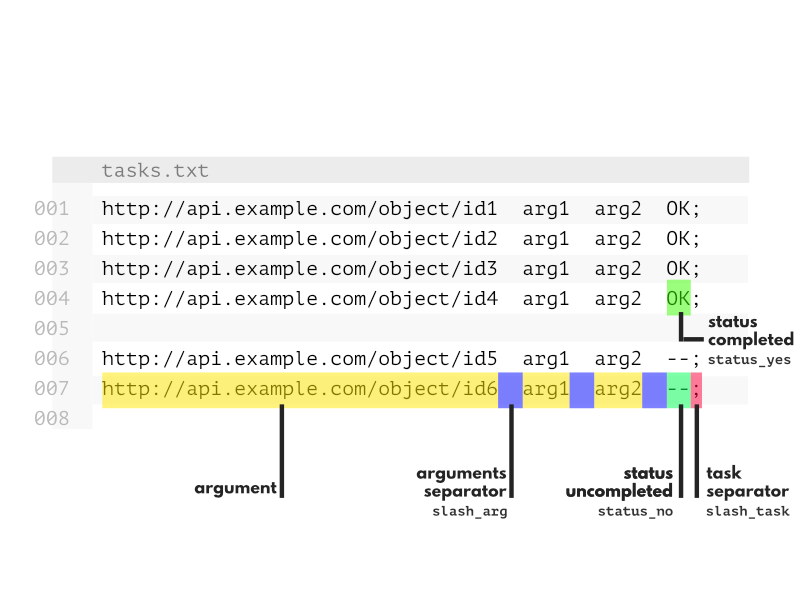 tasks.txt
001 http://api.example.com/object/id1 arg1 arg2 OK;
002 http://api.example.com/object/id2 arg1 arg2 OK;
003 http://api.example.com/object/id3 arg1 arg2 OK;
004 http://api.example.com/object/id4 arg1 arg2 OK;
005
006 http://api.example.com/object/id5 arg1 arg2 --;
007 http://api.example.com/object/id6 arg1 arg2 --;
008
status
completed
status_yes
argument
arguments
separator
slash_arg
status
uncompleted
status_no
task
separator
slash_task